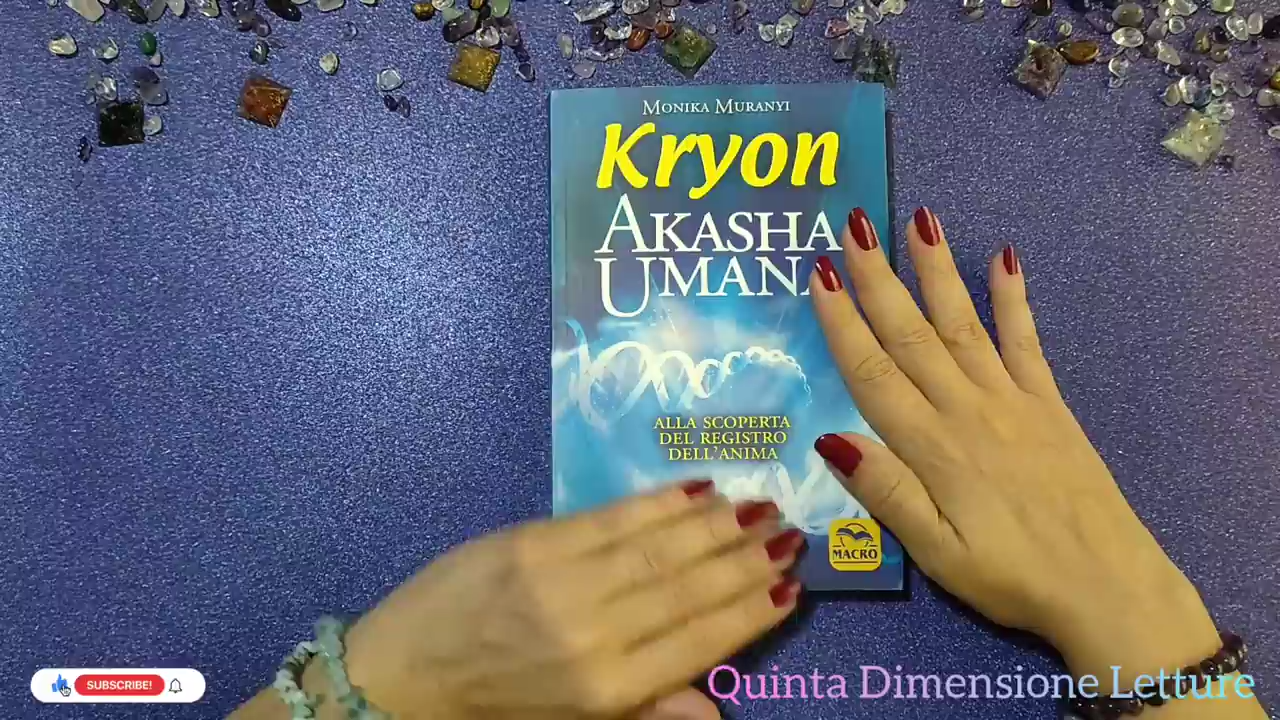 Monika Muranyi
Kryon
Akasha
Umana
ALLA SCOPERTA
DEL REGISTRO
DELL'ANIMA
MACRO
SUBSCRIBE!
Quinta Dimensione Letture